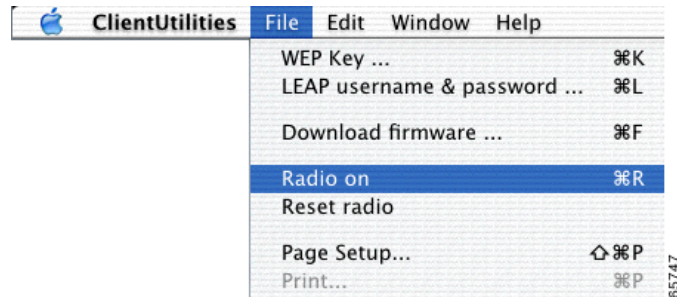 ClientUtilities File Edit Window Help
WEP Key ... ⌘K
LEAP username & password ... ⌘L
Download firmware ... ⌘F
Radio on ⌘R
Reset radio
Page Setup... ⇧⌘P
Print... ⌘P
65747